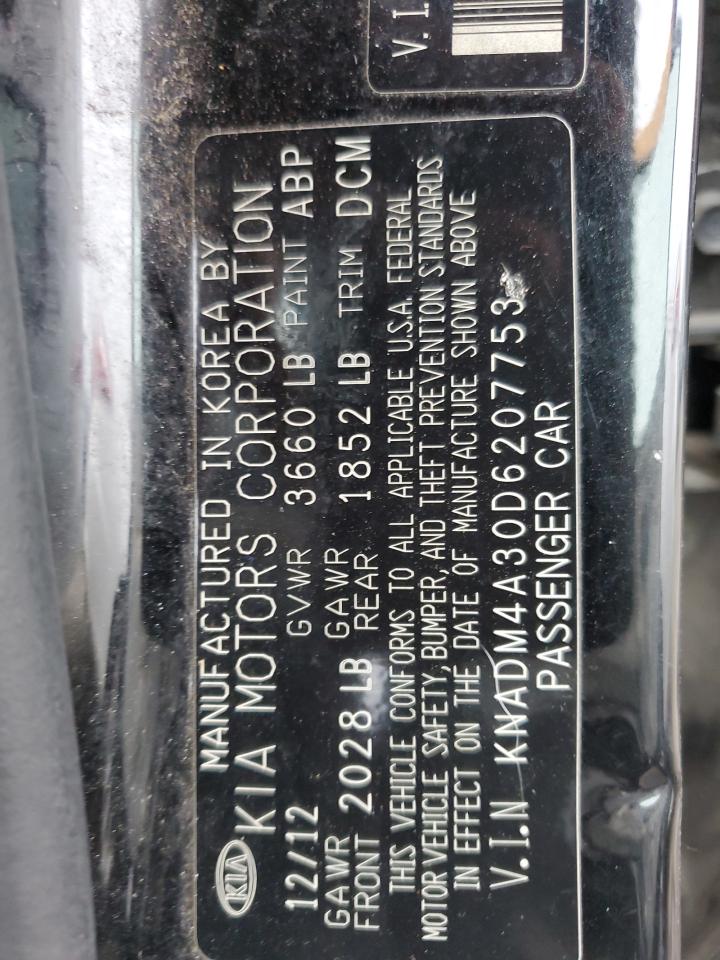 V.I.
MANUFACTURED IN KOREA BY
KIA KIA MOTORS CORPORATION
12/12 GVWR 3660 LB PAINT ABP
GAWR FRONT 2028 LB GAWR REAR 1852 LB TRIM DCM
THIS VEHICLE CONFORMS TO ALL APPLICABLE U.S.A. FEDERAL
MOTOR VEHICLE SAFETY, BUMPER, AND THEFT PREVENTION STANDARDS
IN EFFECT ON THE DATE OF MANUFACTURE SHOWN ABOVE
V.I.N KNADM4A30D6207753
PASSENGER CAR